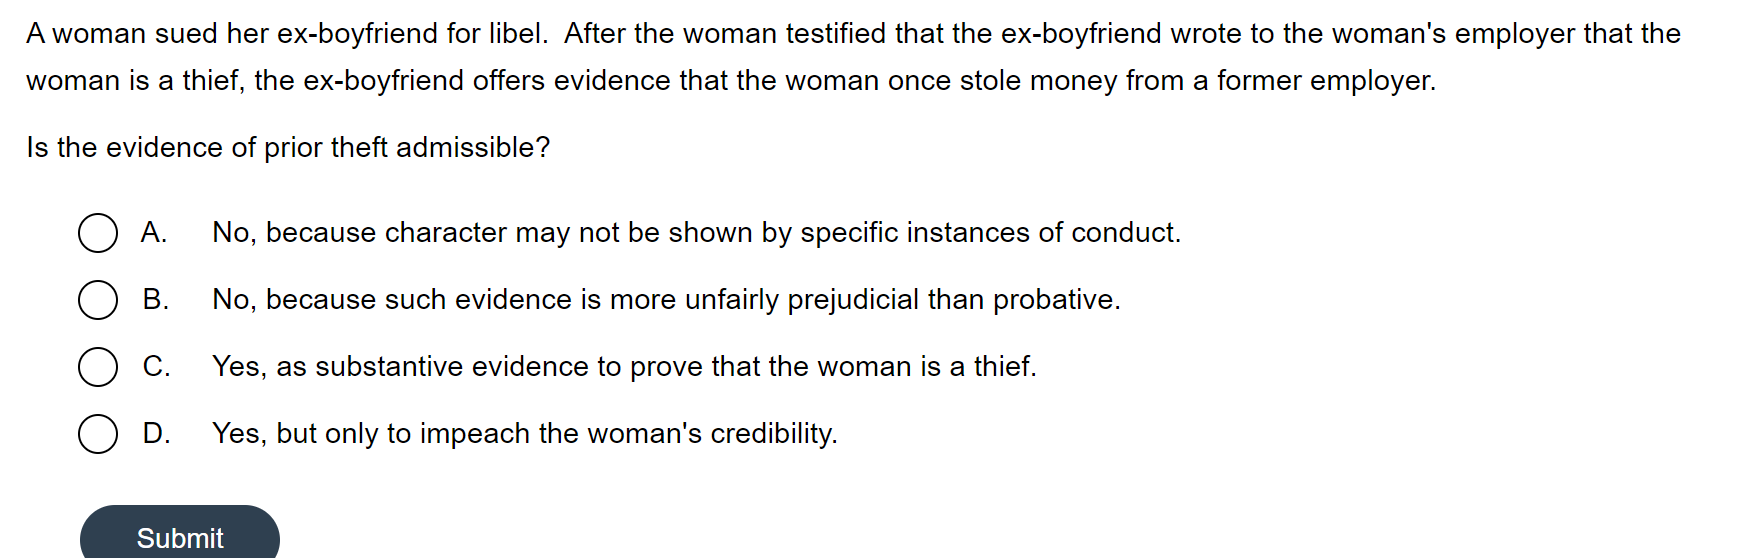 A woman sued her ex-boyfriend for libel.  After the woman testified that the ex-boyfriend wrote to the woman's employer that the
woman is a thief, the ex-boyfriend offers evidence that the woman once stole money from a former employer.
Is the evidence of prior theft admissible?
A. No, because character may not be shown by specific instances of conduct.
B. No, because such evidence is more unfairly prejudicial than probative.
C. Yes, as substantive evidence to prove that the woman is a thief.
D. Yes, but only to impeach the woman's credibility.
Submit